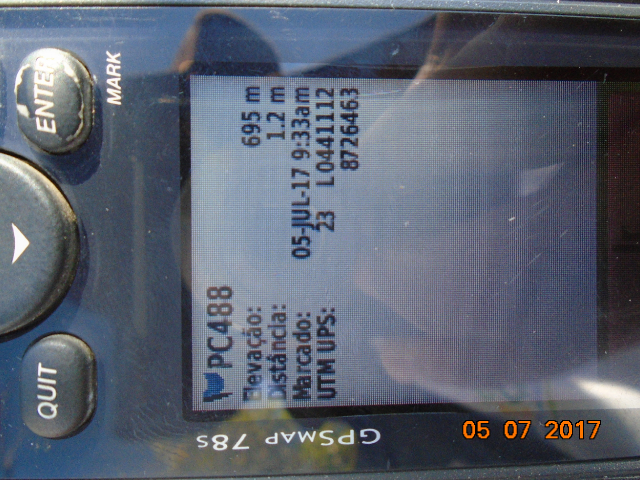 PC488
Elevação: 695 m
Distância: 1.2 m
Marcado: 05-JUL-17 9:33am
UTM UPS: 23 L0441112
8726463
ENTER
MARK
QUIT
GPSMAP 78S
05 07 2017